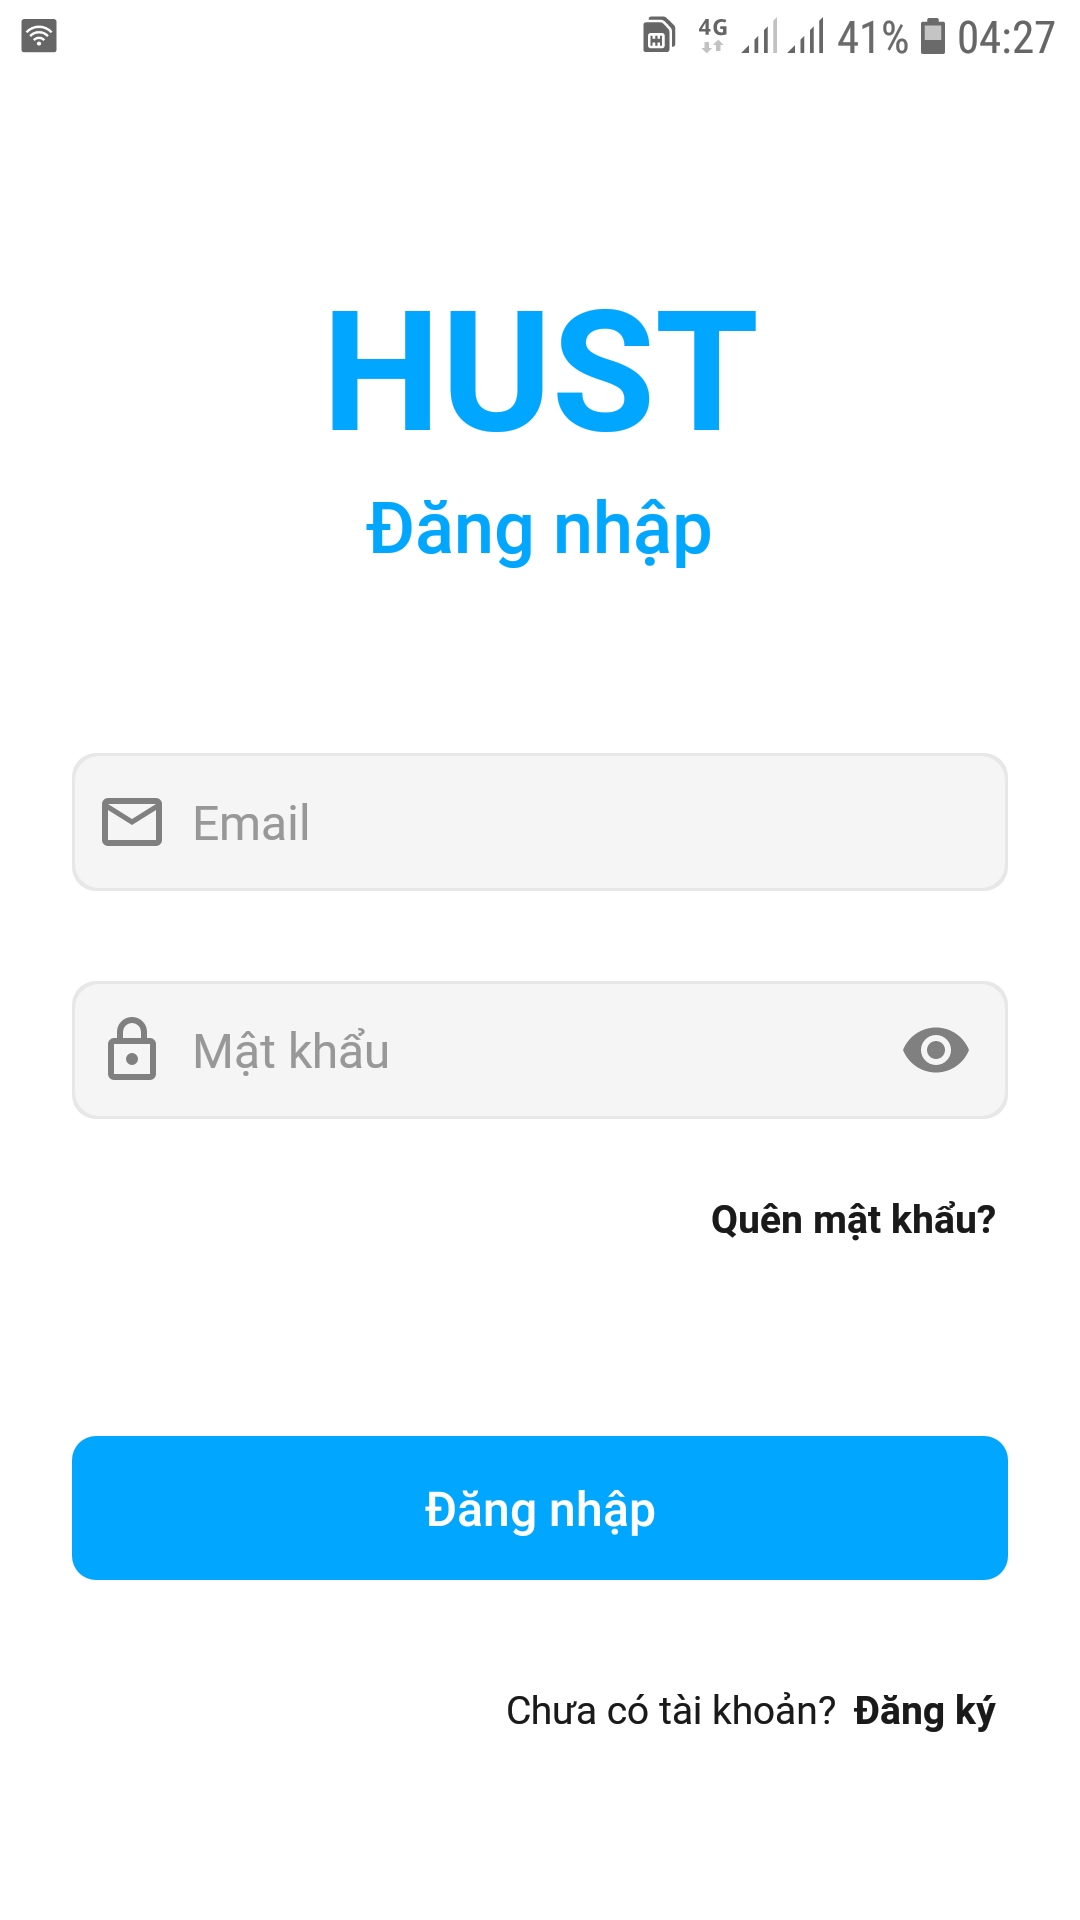 4G 41% 04:27
HUST
Đăng nhập
Email
Mật khẩu
Quên mật khẩu?
Đăng nhập
Chưa có tài khoản? Đăng ký